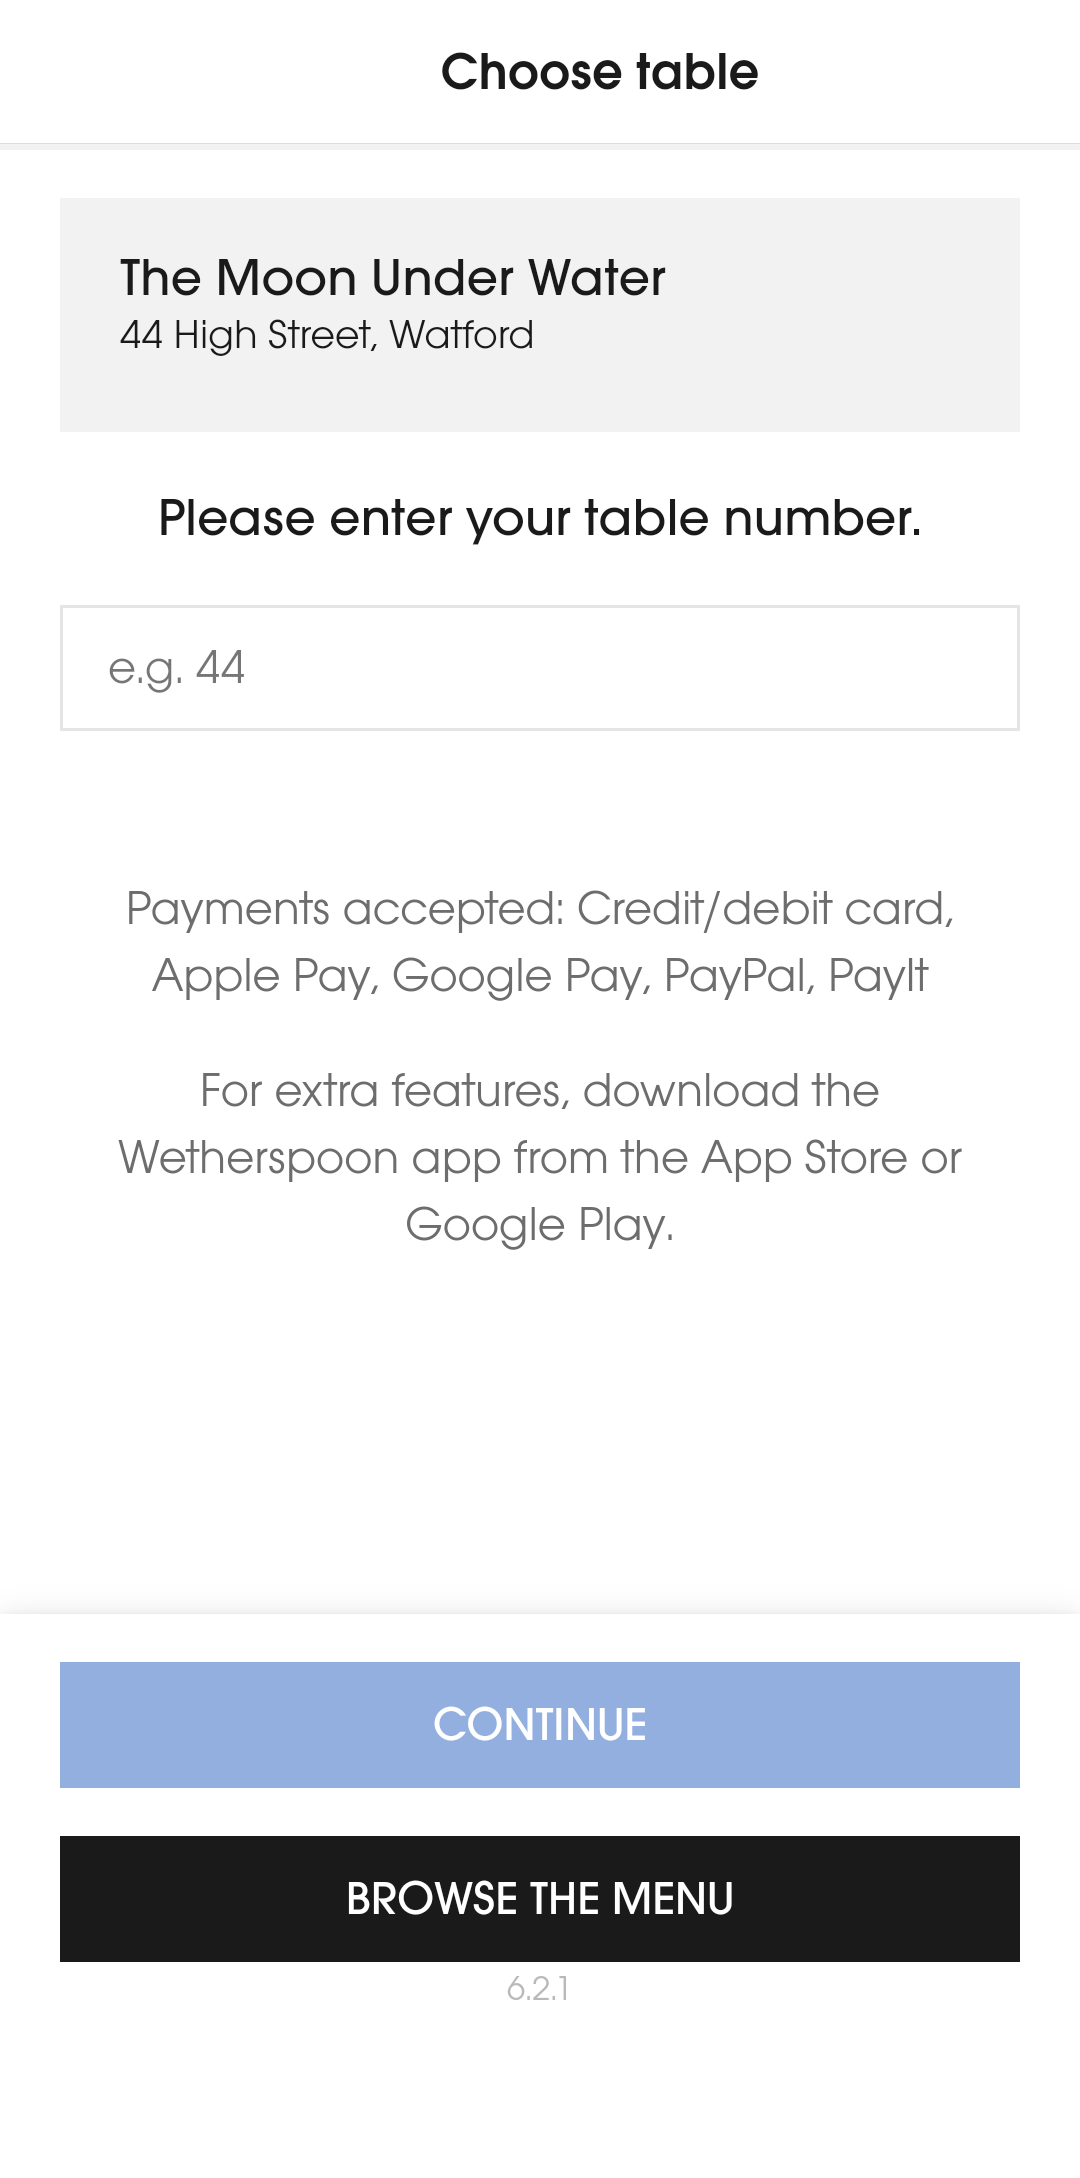 Choose table
The Moon Under Water
44 High Street, Watford
Please enter your table number.
e.g. 44
Payments accepted: Credit/debit card,
Apple Pay, Google Pay, PayPal, PayIt
For extra features, download the
Wetherspoon app from the App Store or
Google Play.
CONTINUE
BROWSE THE MENU
6.2.1